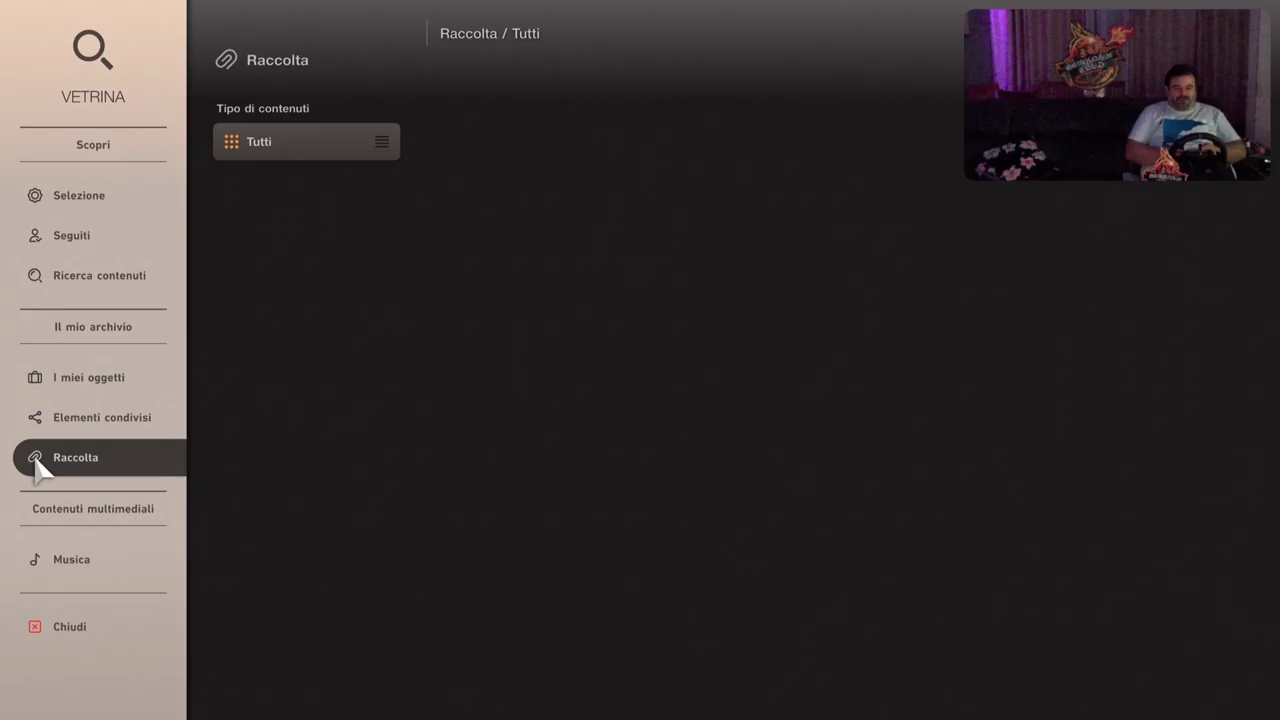 VETRINA
Scopri
Selezione
Seguiti
Ricerca contenuti
Il mio archivio
I miei oggetti
Elementi condivisi
Raccolta
Contenuti multimediali
Musica
Chiudi
Raccolta / Tutti
Raccolta
Tipo di contenuti
Tutti